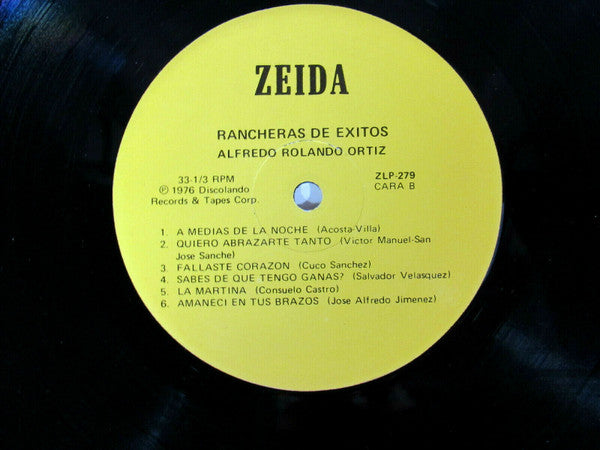 ZEIDA
RANCHERAS DE EXITOS
ALFREDO ROLANDO ORTIZ
33-1/3 RPM
ZLP-279
℗ 1976 Discolando
CARA B
Records & Tapes Corp.
1. A MEDIAS DE LA NOCHE (Acosta-Villa)
2. QUIERO ABRAZARTE TANTO (Victor Manuel-San
Jose Sanche)
3. FALLASTE CORAZON (Cuco Sanchez)
4. SABES DE QUE TENGO GANAS? (Salvador Velasquez)
5. LA MARTINA (Consuelo Castro)
6. AMANECI EN TUS BRAZOS (Jose Alfredo Jimenez)